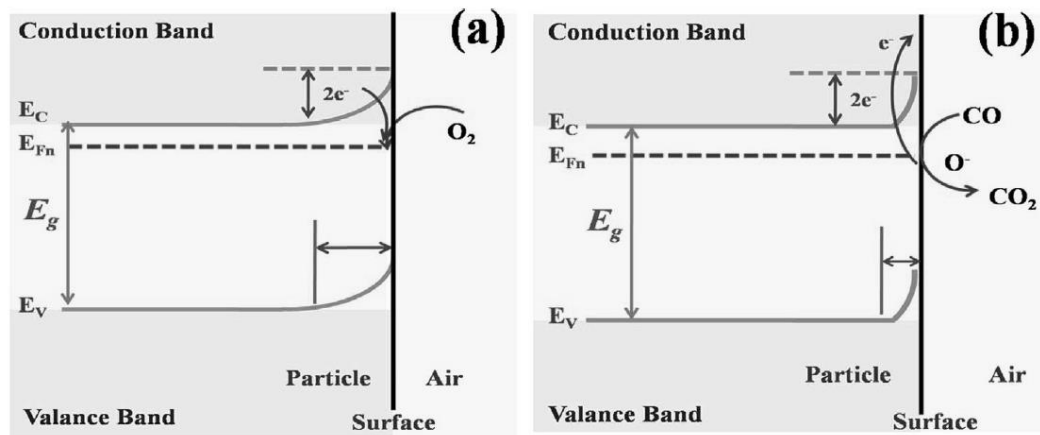 (a)
Conduction Band
2e⁻
E_C
O₂
E_Fn
E_g
E_V
Particle
Air
Valance Band
Surface
(b)
Conduction Band
e⁻
2e⁻
CO
E_C
E_Fn
O⁻
CO₂
E_g
E_V
Particle
Air
Valance Band
Surface